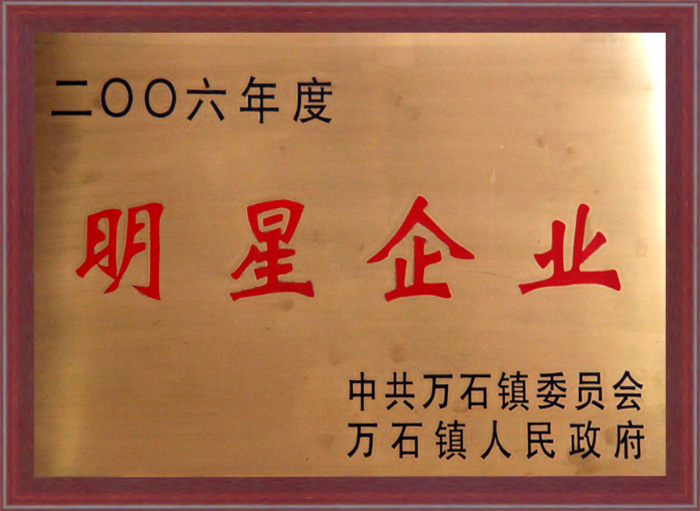 二〇〇六年度
明星企业
中共万石镇委员会
万石镇人民政府